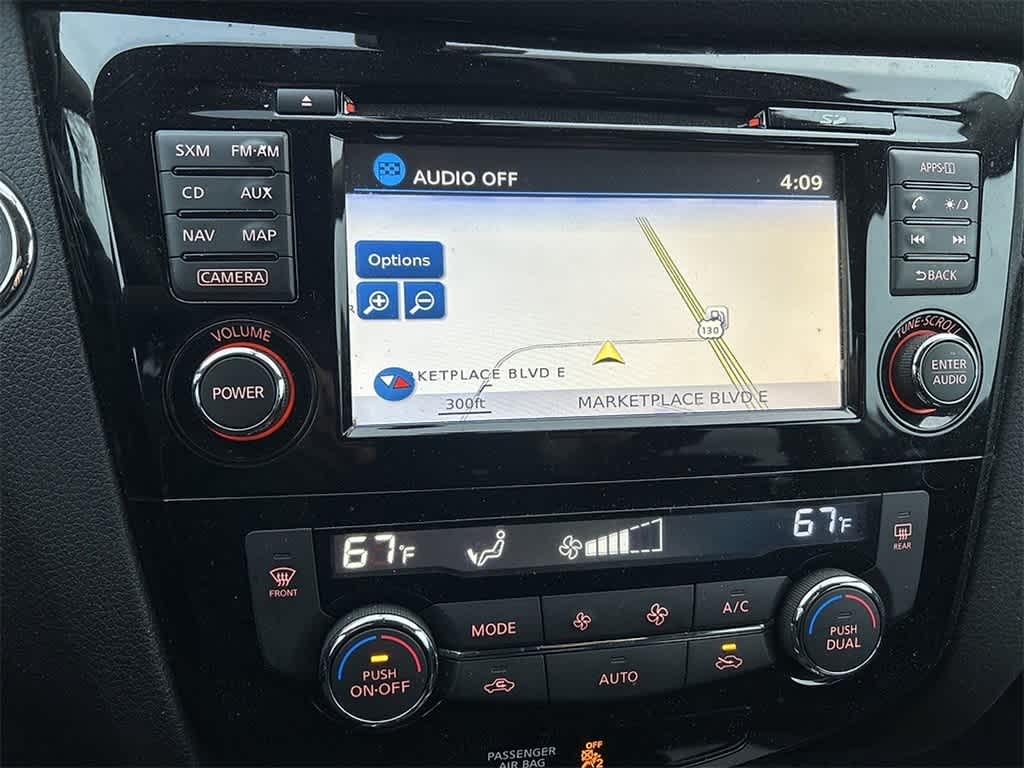 SD
SXM FM·AM
CD AUX
NAV MAP
CAMERA
VOLUME
POWER
AUDIO OFF 4:09
Options
130
KETPLACE BLVD E
300ft
MARKETPLACE BLVD E
APPS·
BACK
TUNE·SCROLL
ENTER
AUDIO
67°F
67°F
FRONT
REAR
MODE
A/C
PUSH
ON·OFF
AUTO
PUSH
DUAL
PASSENGER
AIR BAG
OFF
2